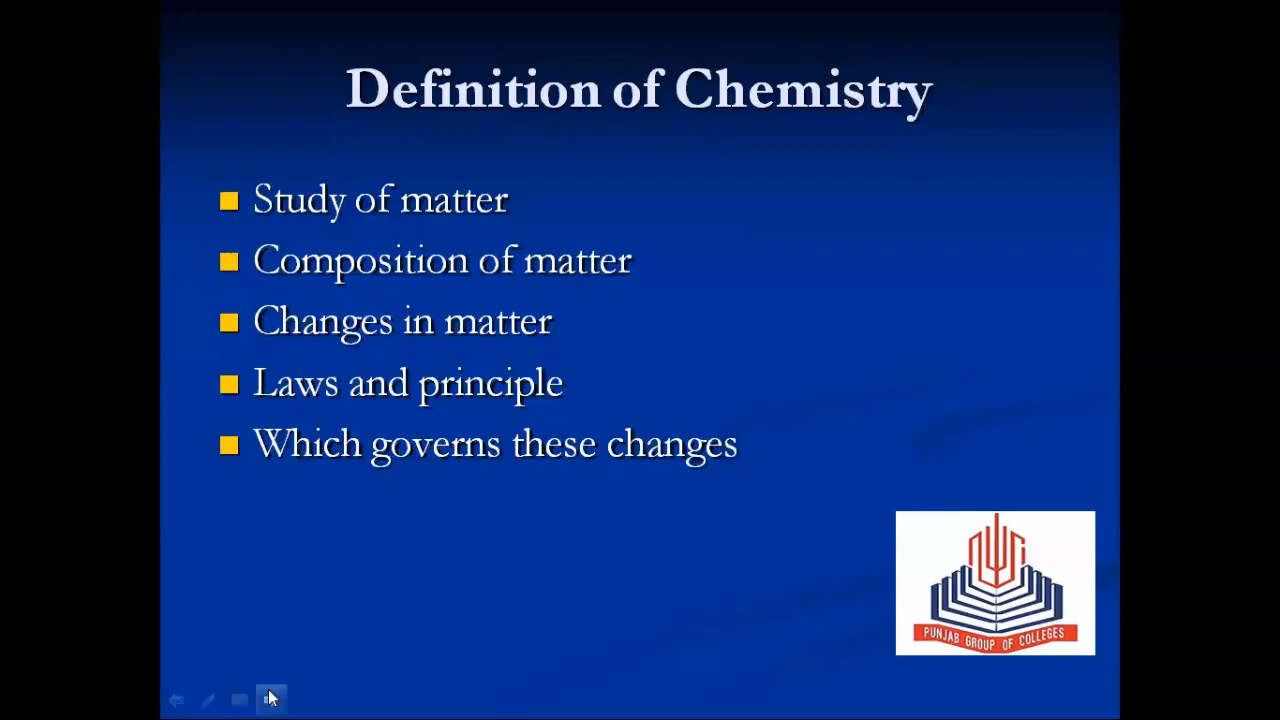 Definition of Chemistry
Study of matter
Composition of matter
Changes in matter
Laws and principle
Which governs these changes
PUNJAB GROUP OF COLLEGES